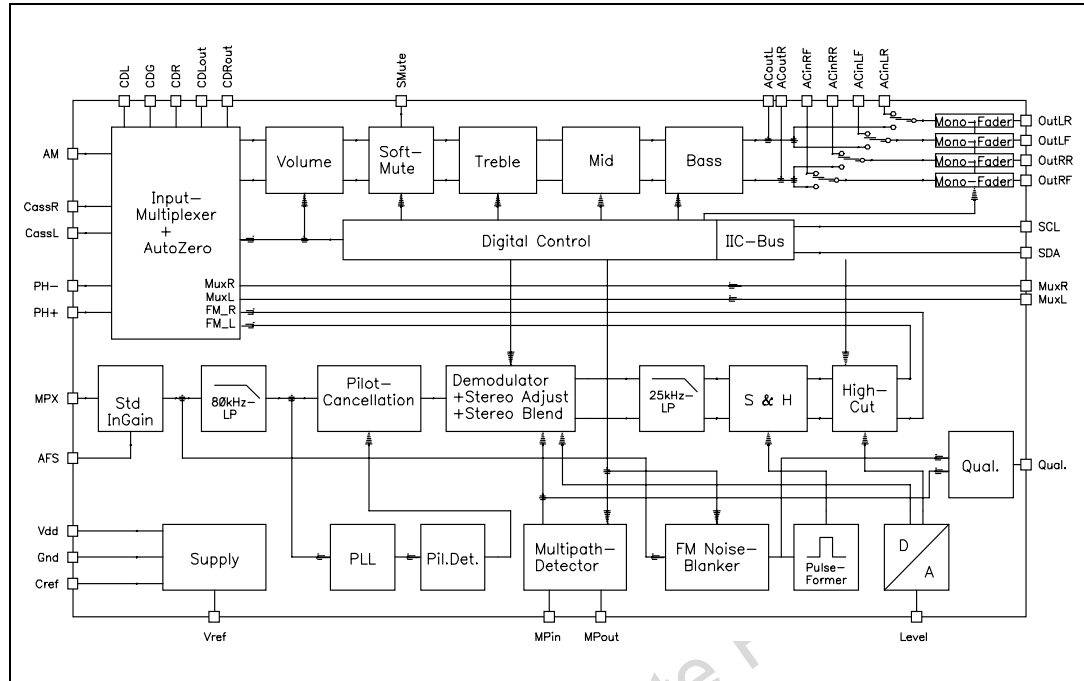 CDL
CDG
CDR
CDLout
CDRout
SMute
ACoutL
ACoutR
ACinRF
ACinRR
ACinLF
ACinLR
AM
CassR
CassL
PH-
PH+
Input-
Multiplexer
+
AutoZero
MuxR
MuxL
FM_R
FM_L
Volume
Soft-
Mute
Treble
Mid
Bass
Mono-Fader
Mono-Fader
Mono-Fader
Mono-Fader
OutLR
OutLF
OutRR
OutRF
Digital Control
IIC-Bus
SCL
SDA
MuxR
MuxL
MPX
AFS
Std
InGain
80kHz-
LP
Pilot-
Cancellation
Demodulator
+Stereo Adjust
+Stereo Blend
25kHz-
LP
S & H
High-
Cut
Qual.
Qual.
Vdd
Gnd
Cref
Supply
PLL
Pil.Det.
Multipath-
Detector
FM Noise-
Blanker
Pulse-
Former
D
A
Vref
MPin
MPout
Level